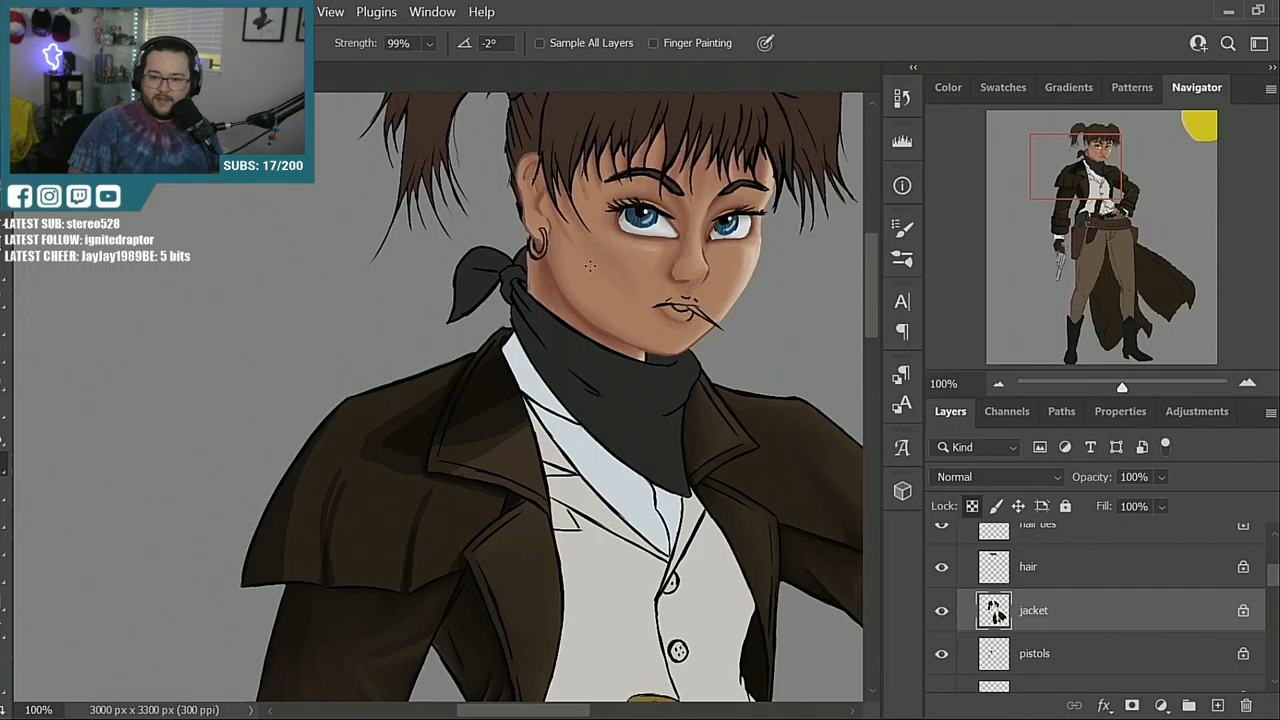 View Plugins Window Help
Strength: 99% -2° Sample All Layers Finger Painting
SUBS: 17/200
LATEST SUB: stereo528
LATEST FOLLOW: ignitedraptor
LATEST CHEER: JayJay1989BE: 5 bits
Color Swatches Gradients Patterns Navigator
100%
Layers Channels Paths Properties Adjustments
Kind
Normal Opacity: 100%
Lock: Fill: 100%
hair ties
hair
jacket
pistols
100% 3000 px x 3300 px (300 ppi)